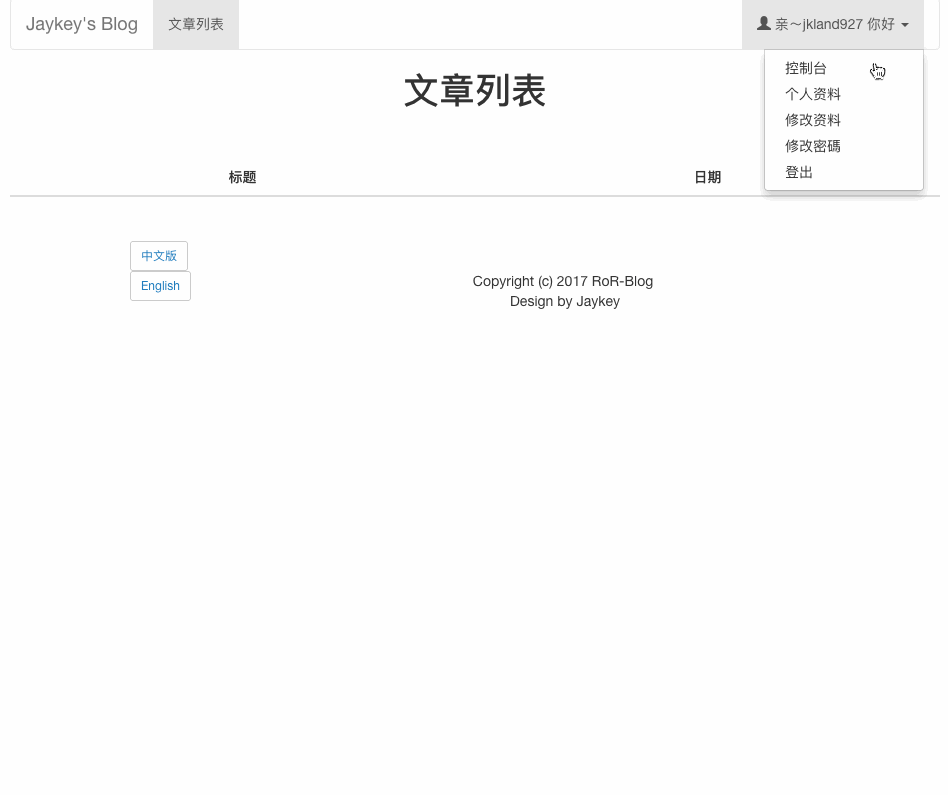 Jaykey's Blog 文章列表 亲～jkland927 你好
控制台
个人资料
修改资料
修改密碼
登出
文章列表
标题 日期
中文版
English
Copyright (c) 2017 RoR-Blog
Design by Jaykey